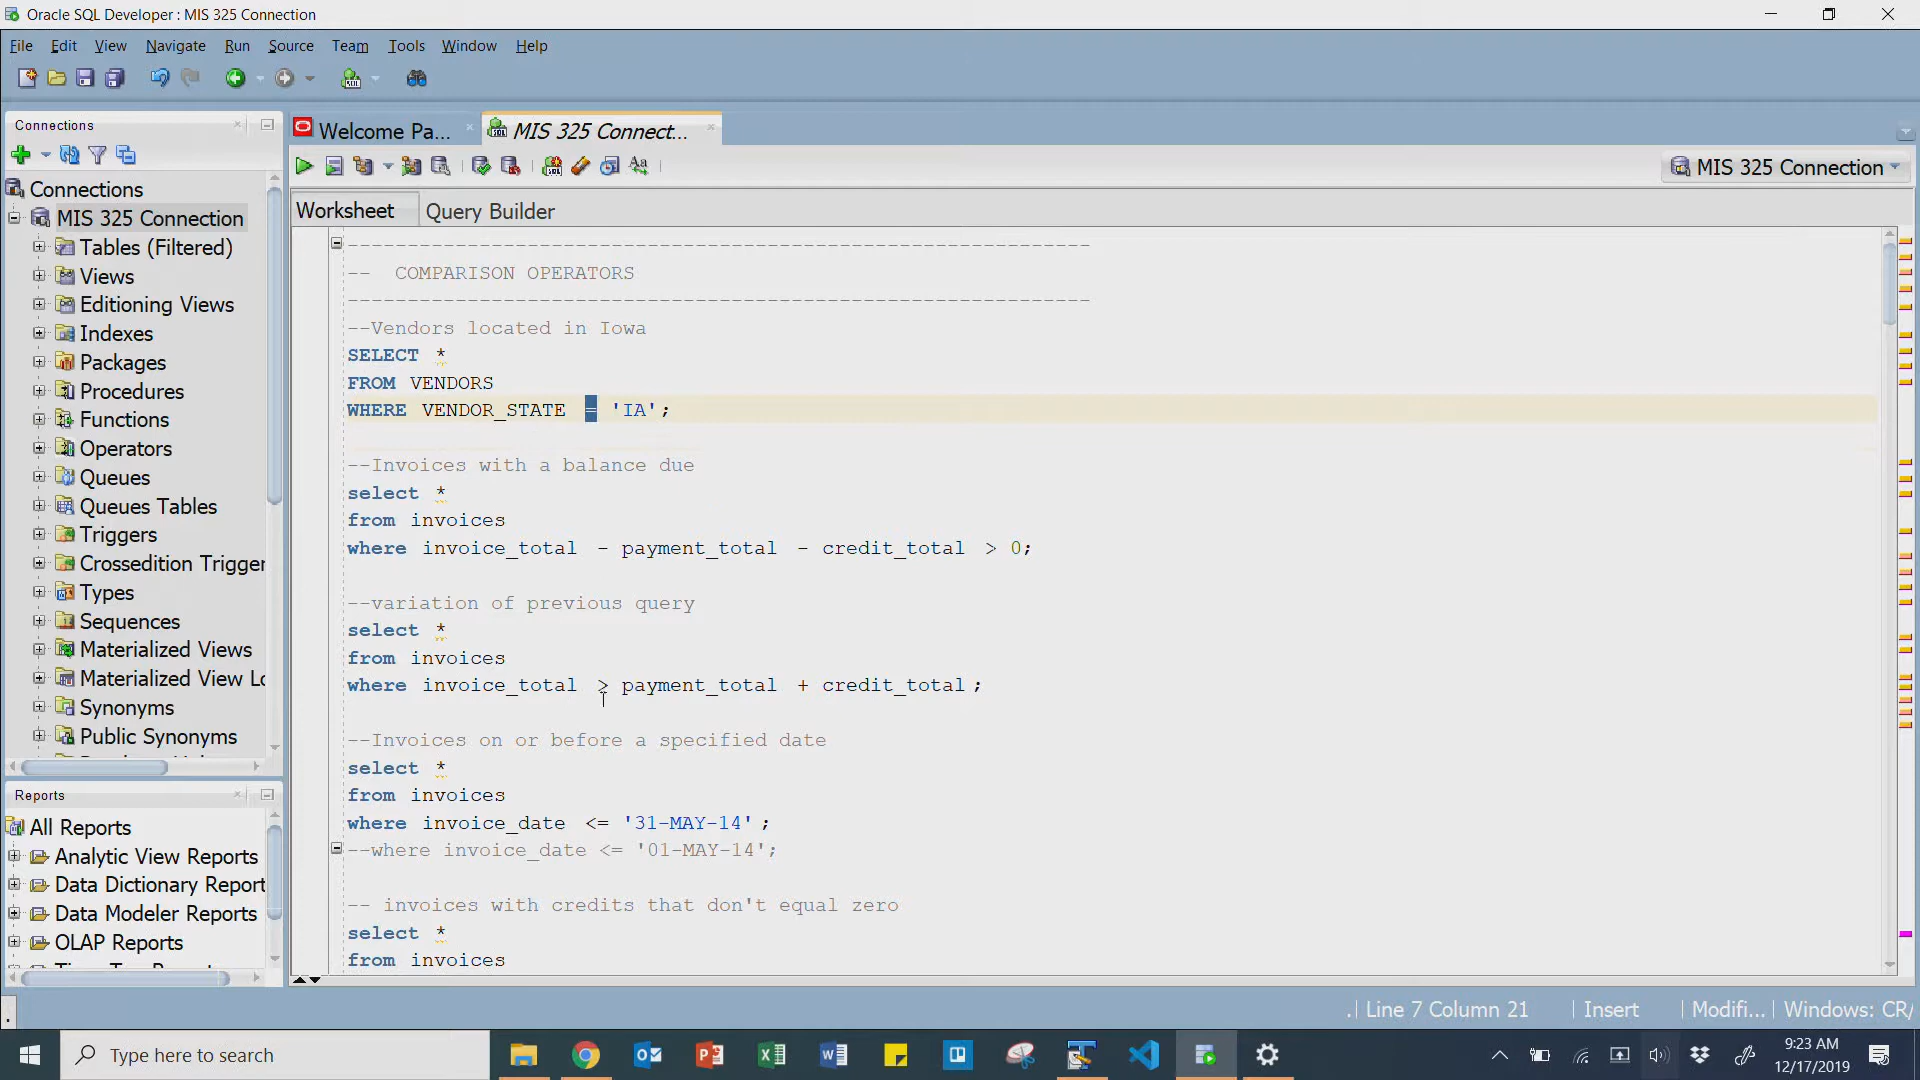 Oracle SQL Developer : MIS 325 Connection
File Edit View Navigate Run Source Team Tools Window Help
Connections
Welcome Pa...
MIS 325 Connect...
MIS 325 Connection
Worksheet
Query Builder
Connections
MIS 325 Connection
Tables (Filtered)
Views
Editioning Views
Indexes
Packages
Procedures
Functions
Operators
Queues
Queues Tables
Triggers
Crossedition Trigger
Types
Sequences
Materialized Views
Materialized View Lo
Synonyms
Public Synonyms
Reports
All Reports
Analytic View Reports
Data Dictionary Report
Data Modeler Reports
OLAP Reports
--------------------------------------------------------------
-- COMPARISON OPERATORS
--------------------------------------------------------------
--Vendors located in Iowa
SELECT *
FROM VENDORS
WHERE VENDOR_STATE = 'IA';
--Invoices with a balance due
select *
from invoices
where invoice_total - payment_total - credit_total > 0;
--variation of previous query
select *
from invoices
where invoice_total > payment_total + credit_total ;
--Invoices on or before a specified date
select *
from invoices
where invoice_date <= '31-MAY-14' ;
--where invoice_date <= '01-MAY-14';
-- invoices with credits that don't equal zero
select *
from invoices
Line 7 Column 21
Insert
Modifi...
Windows: CR/
Type here to search
9:23 AM
12/17/2019